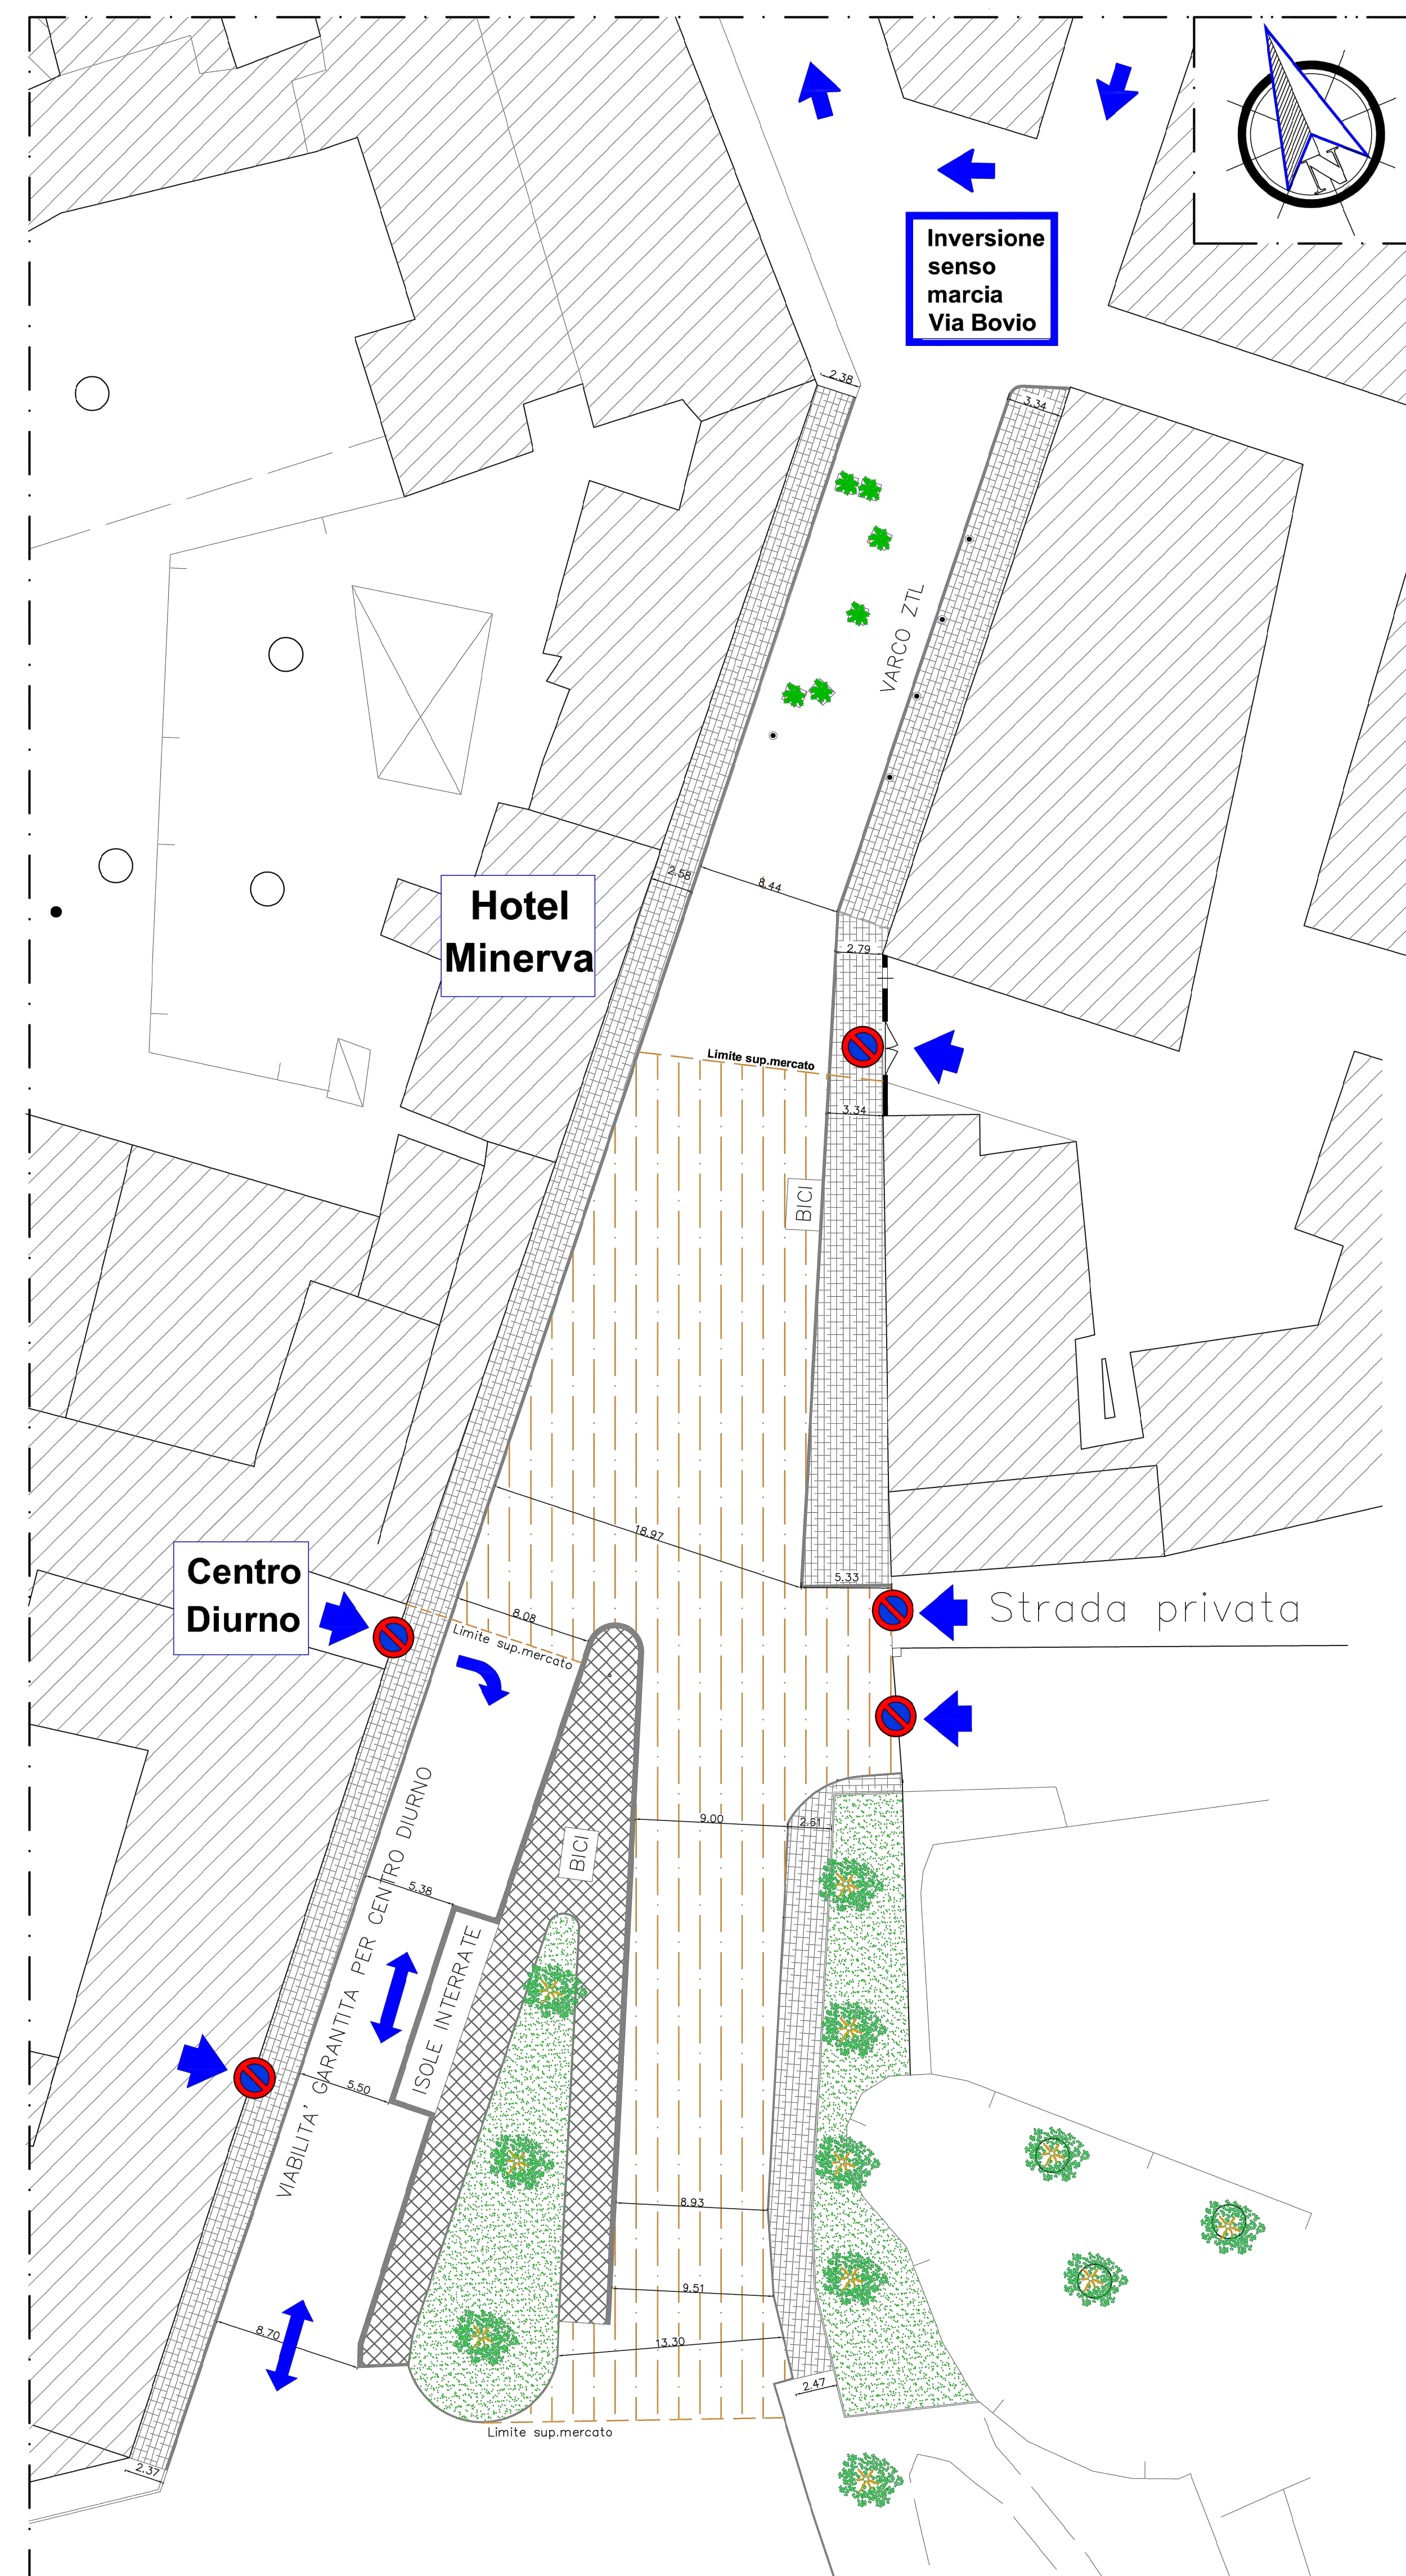 N
Inversione
senso
marcia
Via Bovio
2.38
3.34
VARCO ZTL
2.58
8.44
Hotel
Minerva
2.79
Limite sup.mercato
3.34
BICI
18.97
5.33
Centro
Diurno
Strada privata
8.08
Limite sup.mercato
9.00
2.51
BICI
5.38
VIABILITA' GARANTITA PER CENTRO DIURNO
ISOLE INTERRATE
5.50
8.93
9.51
8.70
13.30
2.47
Limite sup.mercato
2.37